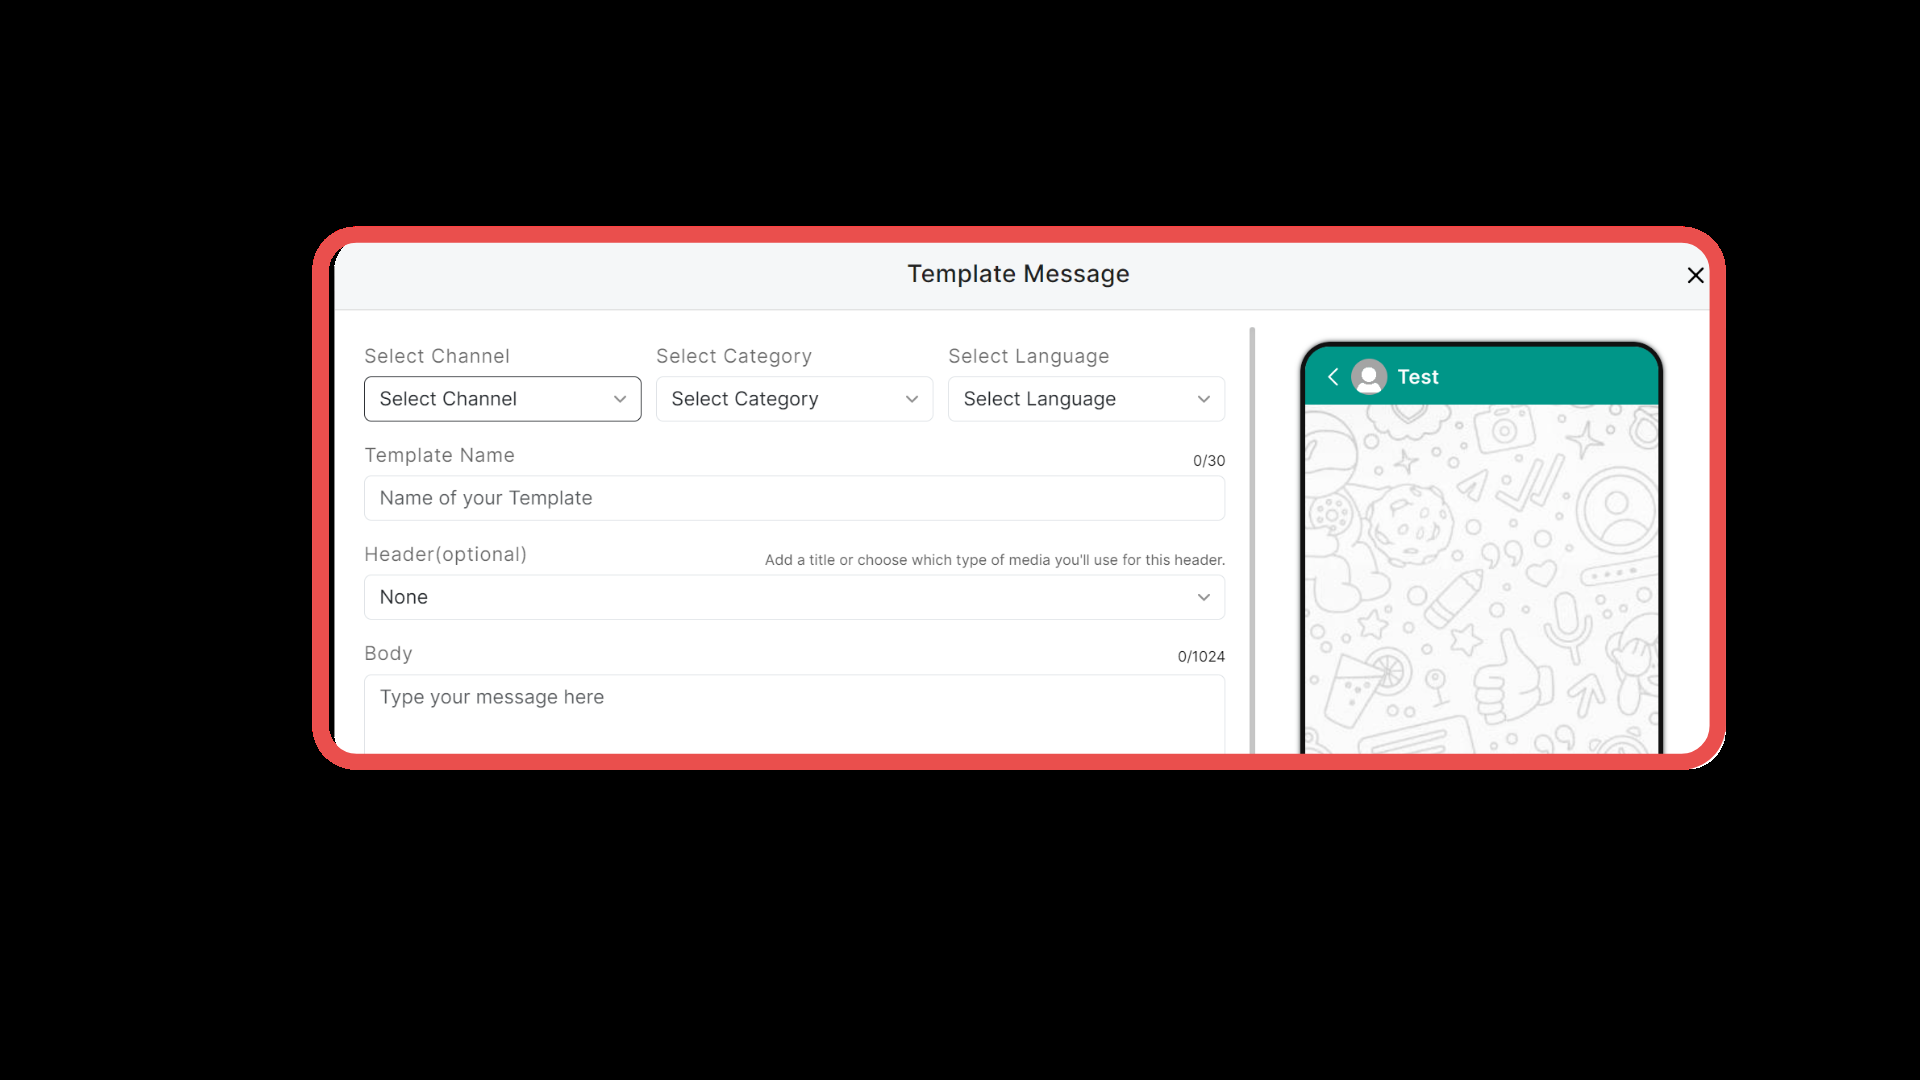 Template Message
Select Channel Select Category Select Language
Select Channel Select Category Select Language
Template Name 0/30
Name of your Template
Header(optional) Add a title or choose which type of media you'll use for this header.
None
Body 0/1024
Type your message here
Test